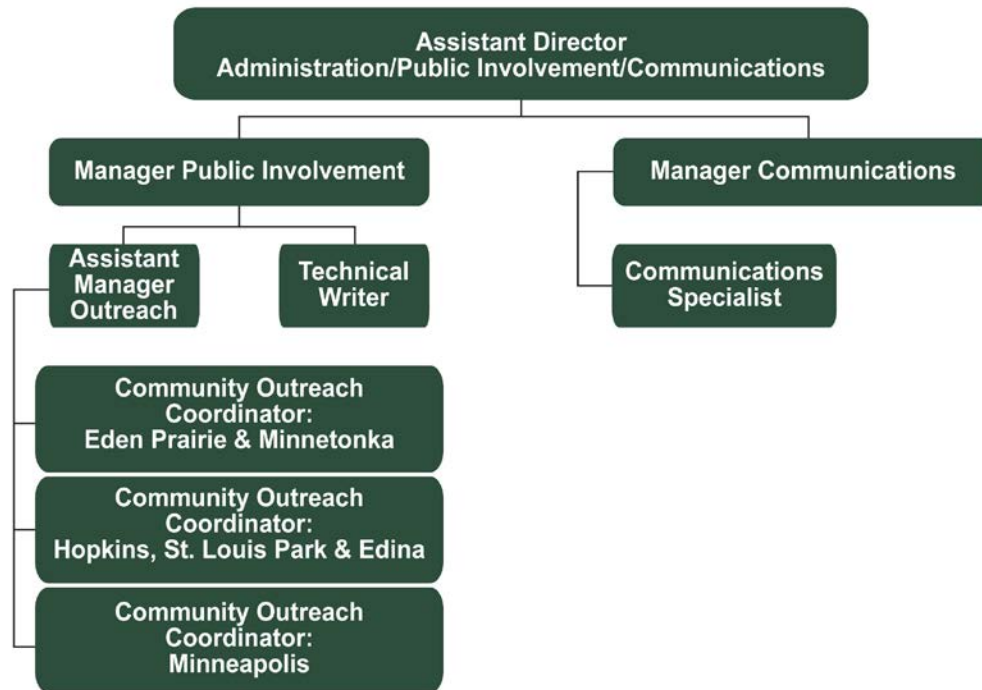 Assistant Director
Administration/Public Involvement/Communications
Manager Public Involvement
Manager Communications
Assistant
Manager
Outreach
Technical
Writer
Communications
Specialist
Community Outreach
Coordinator:
Eden Prairie & Minnetonka
Community Outreach
Coordinator:
Hopkins, St. Louis Park & Edina
Community Outreach
Coordinator:
Minneapolis